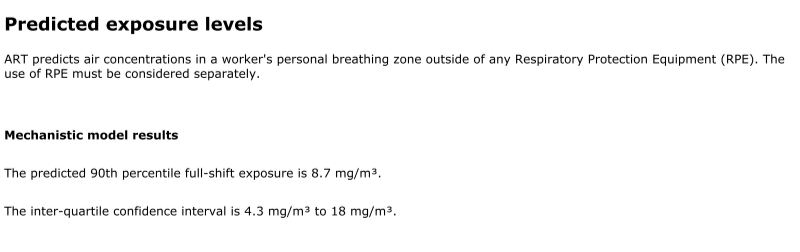 Predicted exposure levels
ART predicts air concentrations in a worker's personal breathing zone outside of any Respiratory Protection Equipment (RPE). The
use of RPE must be considered separately.
Mechanistic model results
The predicted 90th percentile full-shift exposure is 8.7 mg/m³.
The inter-quartile confidence interval is 4.3 mg/m³ to 18 mg/m³.